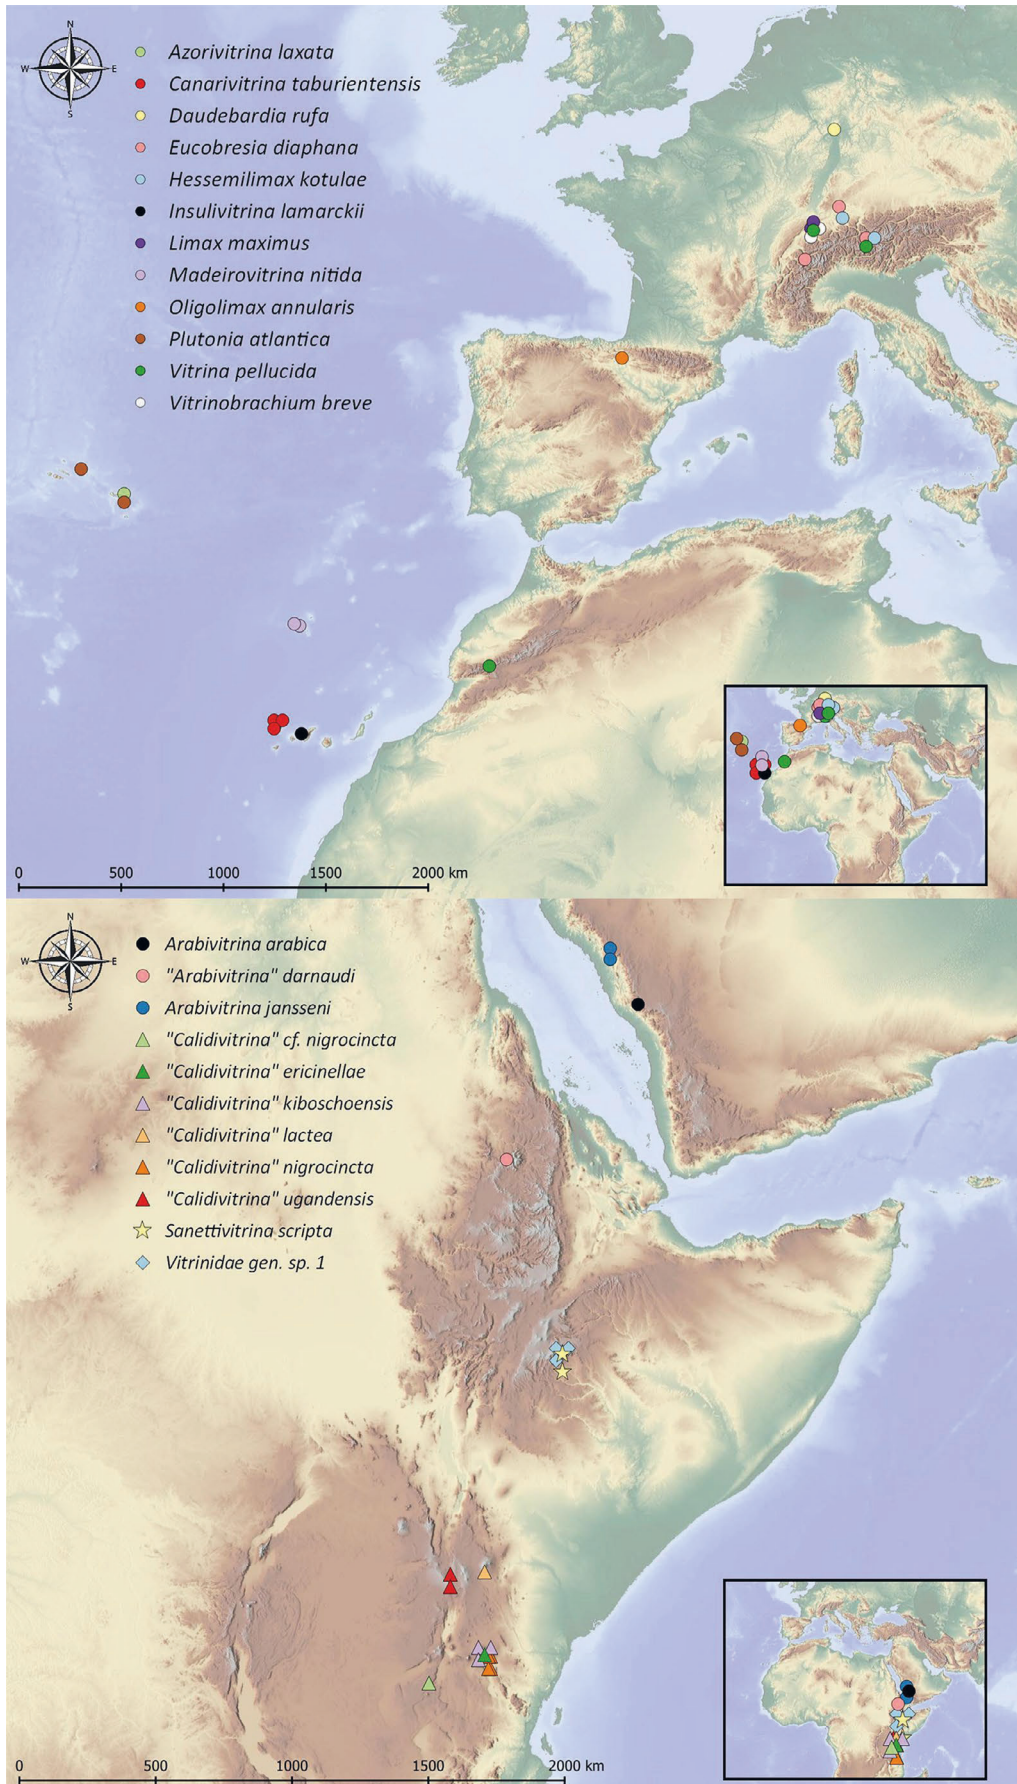 N
W E
S
Azorivitrina laxata
Canarivitrina taburientensis
Daudebardia rufa
Eucobresia diaphana
Hessemilimax kotulae
Insulivitrina lamarckii
Limax maximus
Madeirovitrina nitida
Oligolimax annularis
Plutonia atlantica
Vitrina pellucida
Vitrinobrachium breve
0 500 1000 1500 2000 km
N
W E
S
Arabivitrina arabica
"Arabivitrina" darnaudi
Arabivitrina jansseni
"Calidivitrina" cf. nigrocincta
"Calidivitrina" ericinellae
"Calidivitrina" kiboschoensis
"Calidivitrina" lactea
"Calidivitrina" nigrocincta
"Calidivitrina" ugandensis
Sanettivitrina scripta
Vitrinidae gen. sp. 1
0 500 1000 1500 2000 km